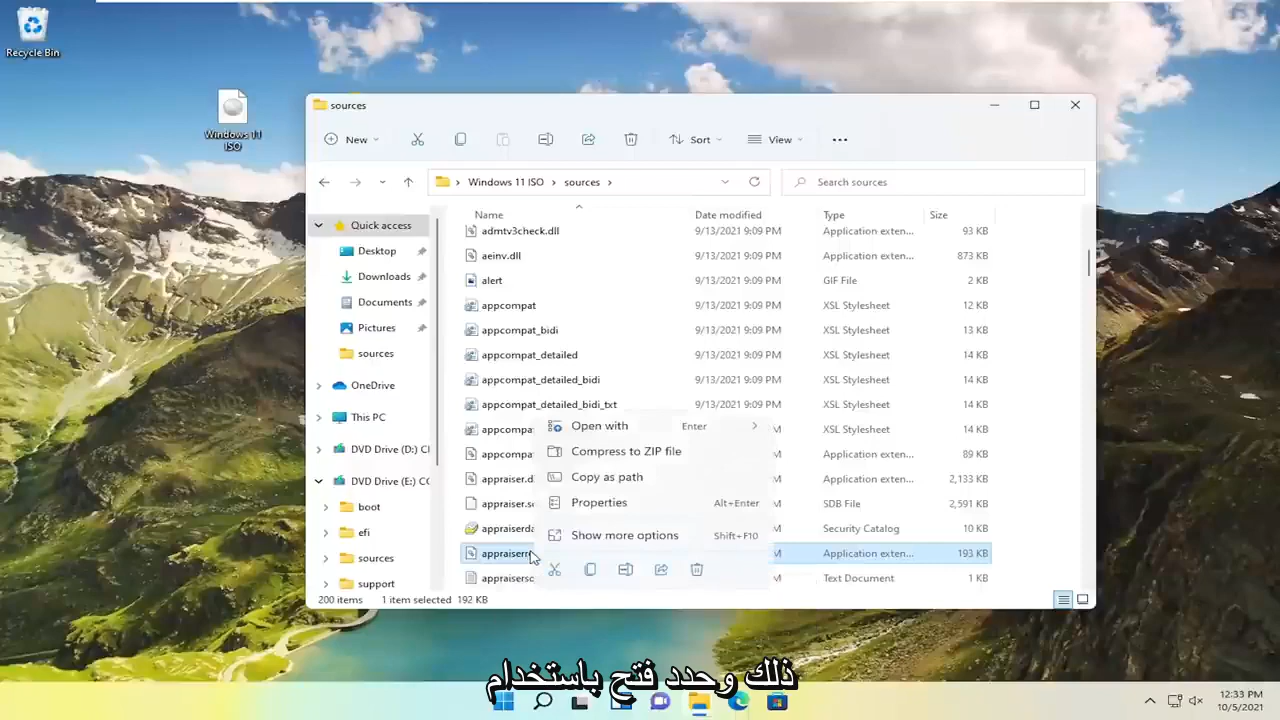 Recycle Bin
Windows 11
ISO
sources
New
Sort
View
Windows 11 ISO
sources
Search sources
Name
Date modified
Type
Size
Quick access
Desktop
Downloads
Documents
Pictures
sources
OneDrive
This PC
DVD Drive (D:) C
DVD Drive (E:) CC
boot
efi
sources
support
admtv3check.dll 9/13/2021 9:09 PM Application exten... 93 KB
aeinv.dll 9/13/2021 9:09 PM Application exten... 873 KB
alert 9/13/2021 9:09 PM GIF File 2 KB
appcompat 9/13/2021 9:09 PM XSL Stylesheet 12 KB
appcompat_bidi 9/13/2021 9:09 PM XSL Stylesheet 13 KB
appcompat_detailed 9/13/2021 9:09 PM XSL Stylesheet 14 KB
appcompat_detailed_bidi 9/13/2021 9:09 PM XSL Stylesheet 14 KB
appcompat_detailed_bidi_txt 9/13/2021 9:09 PM XSL Stylesheet 14 KB
appcompa M XSL Stylesheet 14 KB
appcompa M Application exten... 89 KB
appraiser.d M Application exten... 2,133 KB
appraiser.s M SDB File 2,591 KB
appraiserda M Security Catalog 10 KB
appraiserr M Application exten... 193 KB
appraiser M Text Document 1 KB
Open with Enter
Compress to ZIP file
Copy as path
Properties Alt+Enter
Show more options Shift+F10
200 items 1 item selected 192 KB
ذلك وحدد فتح باستخدام
12:33 PM
10/5/2021